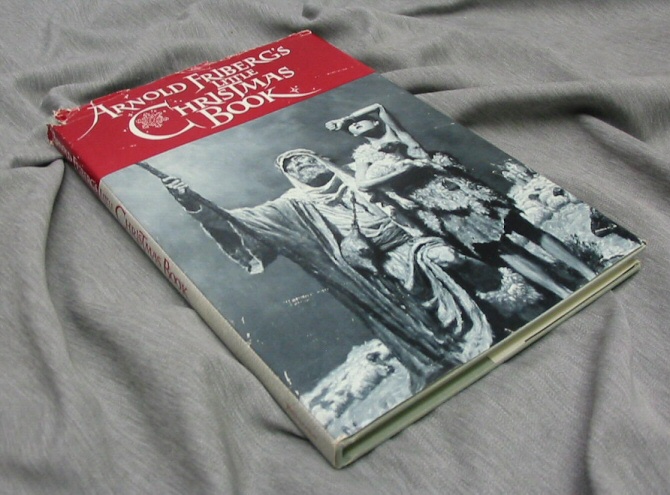 Arnold Friberg's
Little
Christmas
Book
Christmas Book